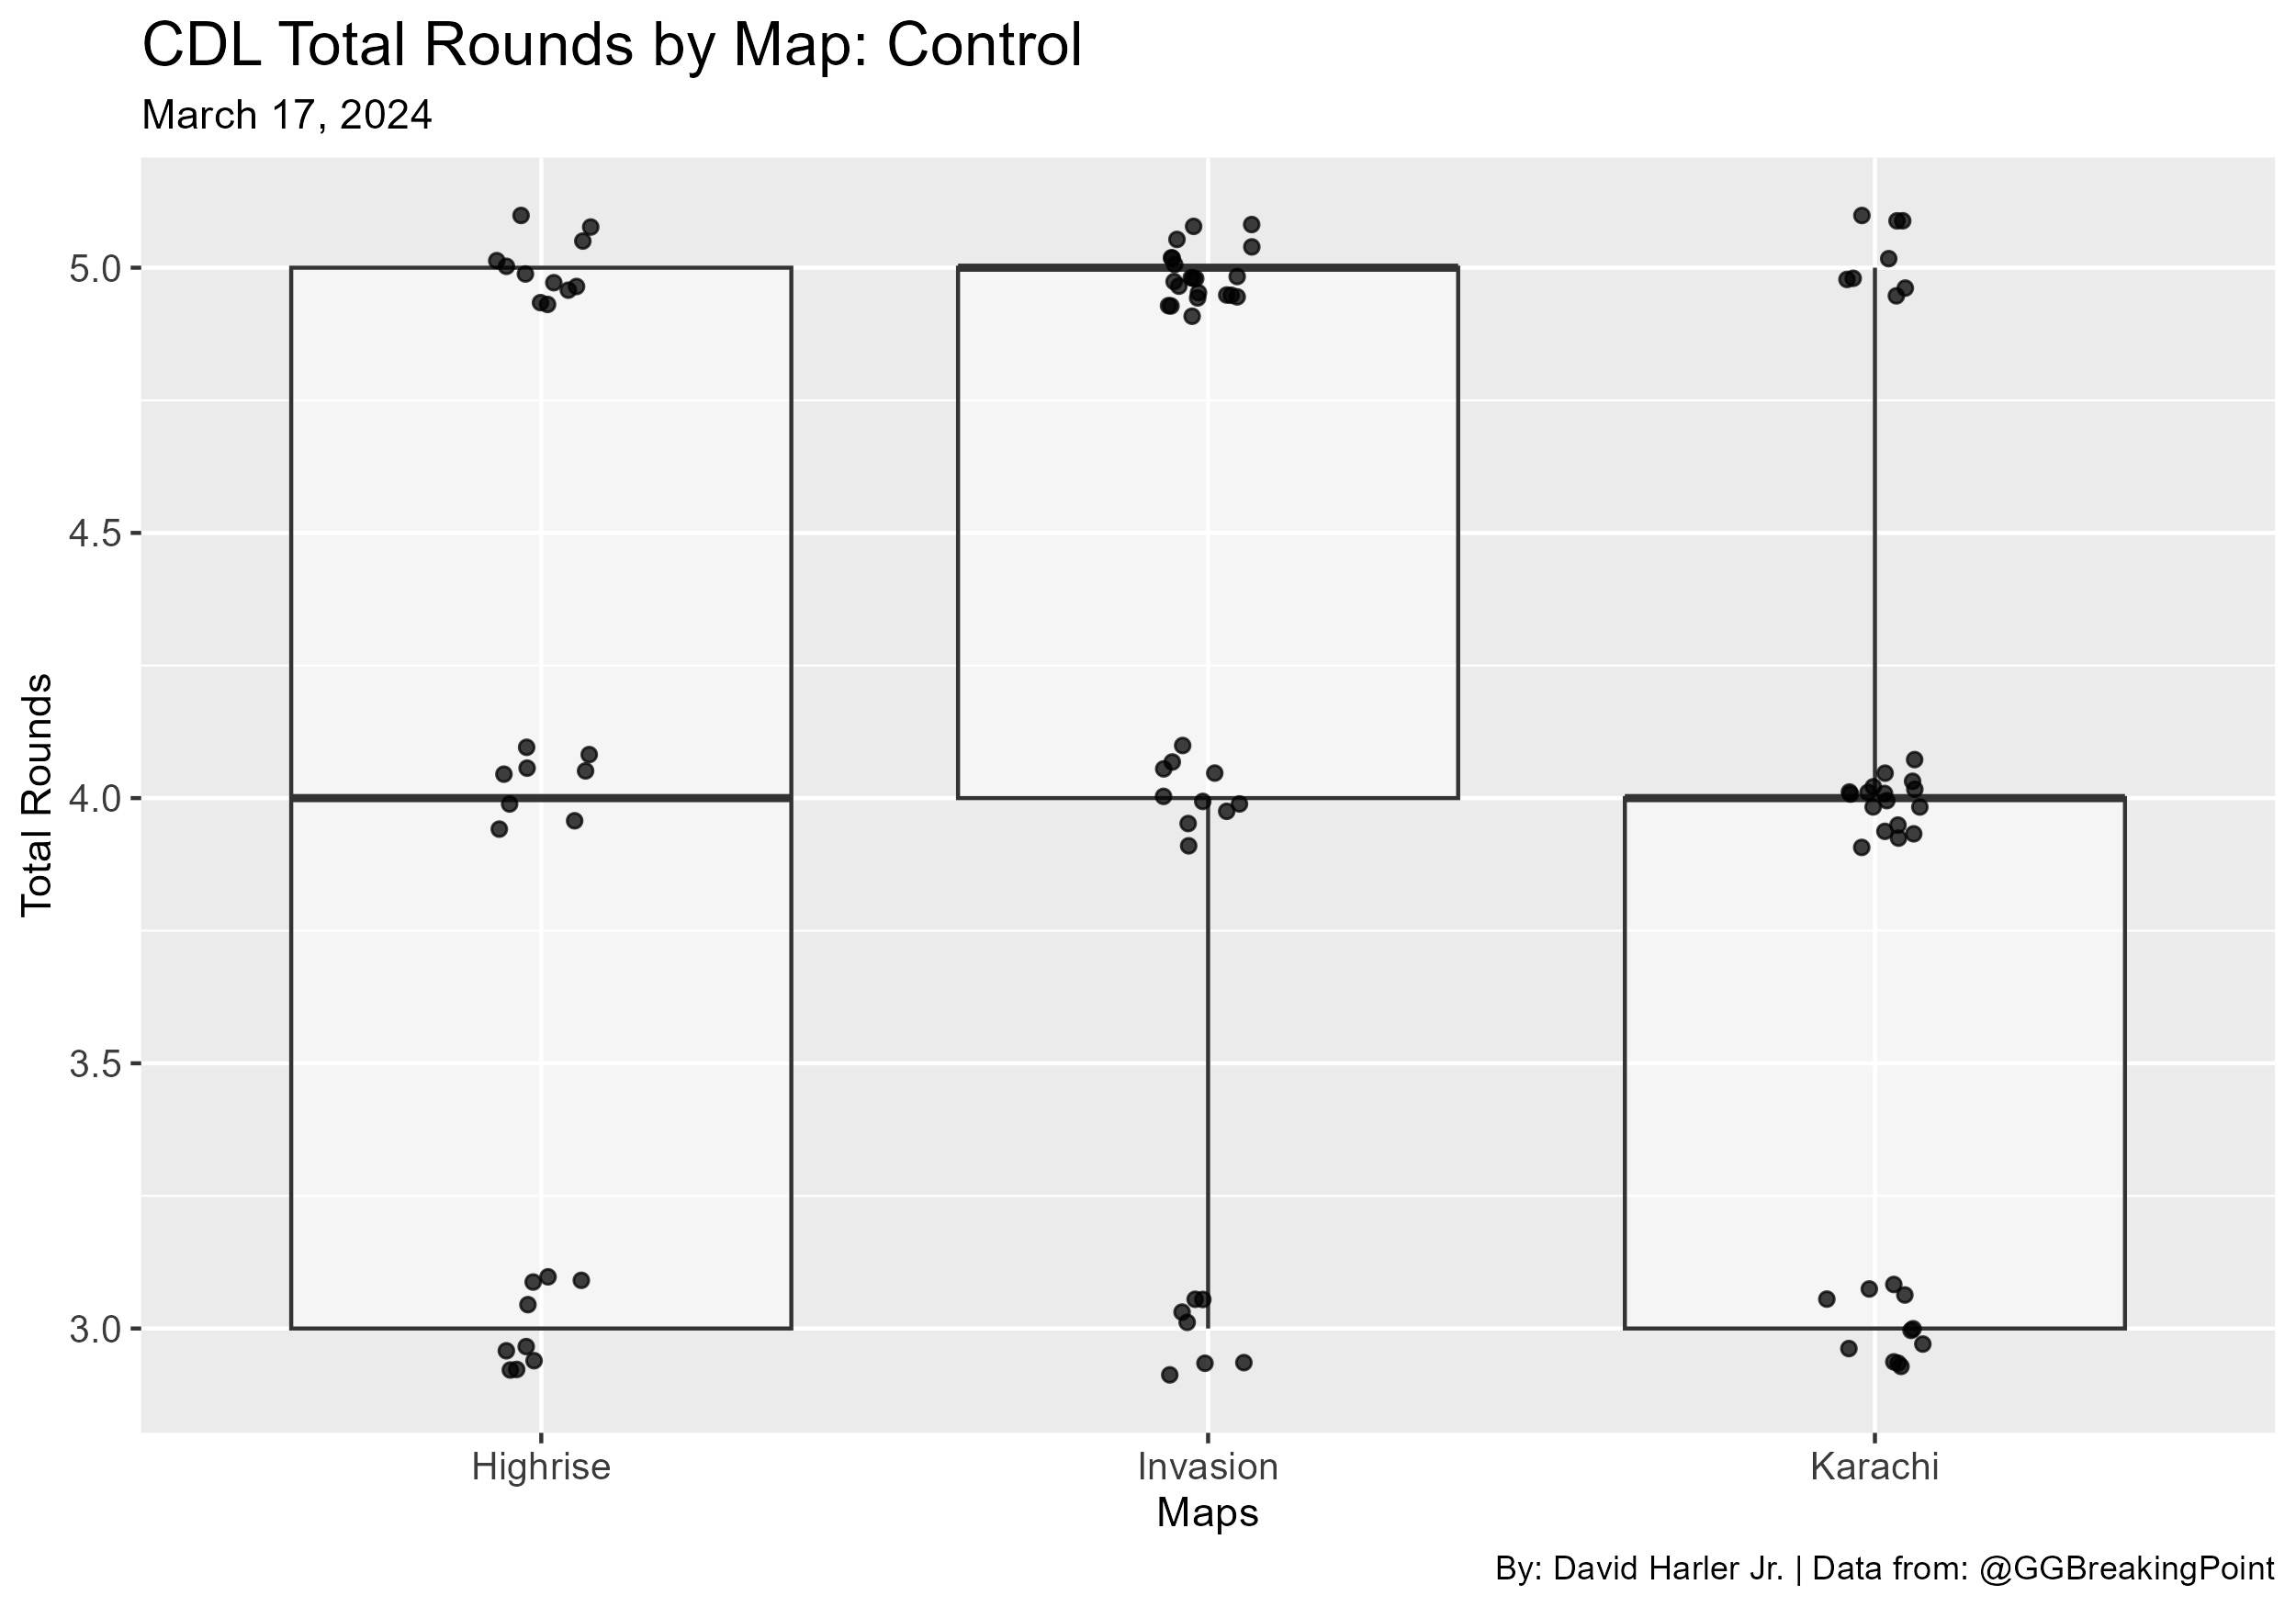 CDL Total Rounds by Map: Control
March 17, 2024
Total Rounds
5.0
4.5
4.0
3.5
3.0
Highrise
Invasion
Karachi
Maps
By: David Harler Jr. | Data from: @GGBreakingPoint